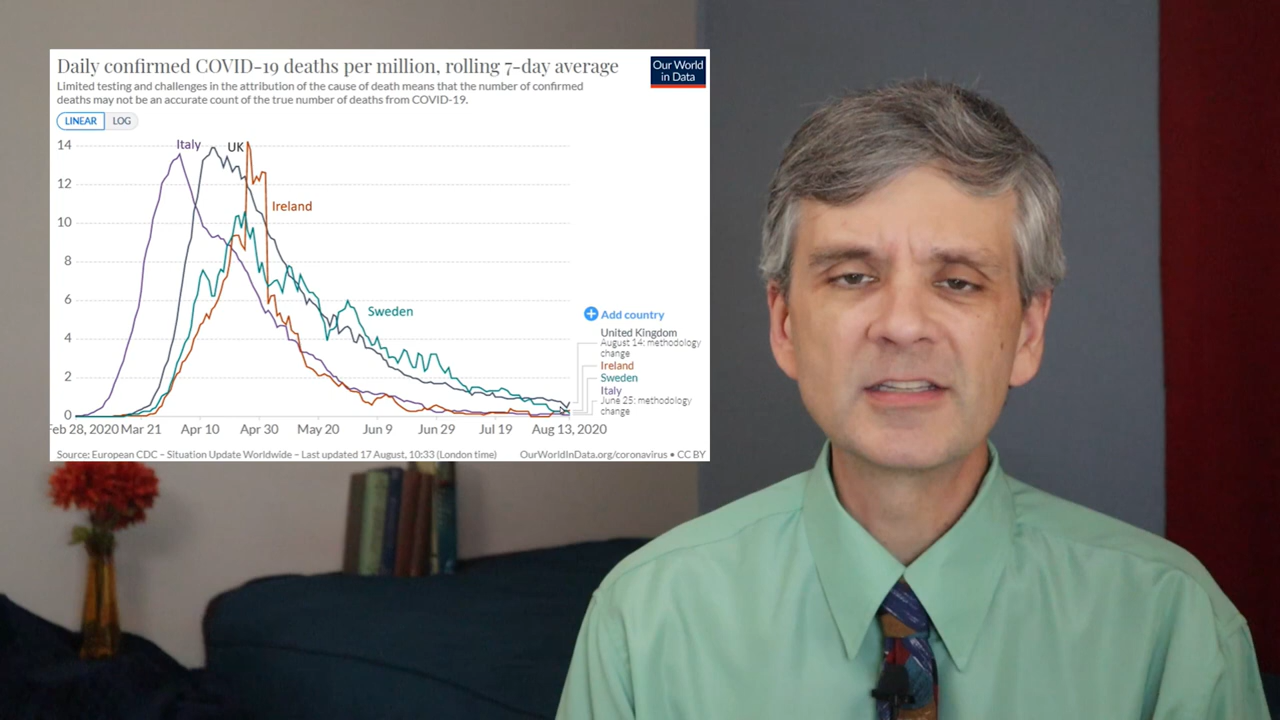 Daily confirmed COVID-19 deaths per million, rolling 7-day average
Our World
in Data
Limited testing and challenges in the attribution of the cause of death means that the number of confirmed
deaths may not be an accurate count of the true number of deaths from COVID-19.
LINEAR LOG
14
12
10
8
6
4
2
0
Italy
UK
Ireland
Sweden
Add country
United Kingdom
August 14: methodology
change
Ireland
Sweden
Italy
June 25: methodology
change
Feb 28, 2020 Mar 21 Apr 10 Apr 30 May 20 Jun 9 Jun 29 Jul 19 Aug 13, 2020
Source: European CDC – Situation Update Worldwide – Last updated 17 August, 10:33 (London time) OurWorldInData.org/coronavirus • CC BY